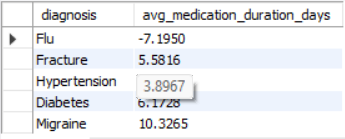 diagnosis avg_medication_duration_days
Flu -7.1950
Fracture 5.5816
Hypertension 3.8967
Diabetes 6.1728
Migraine 10.3265